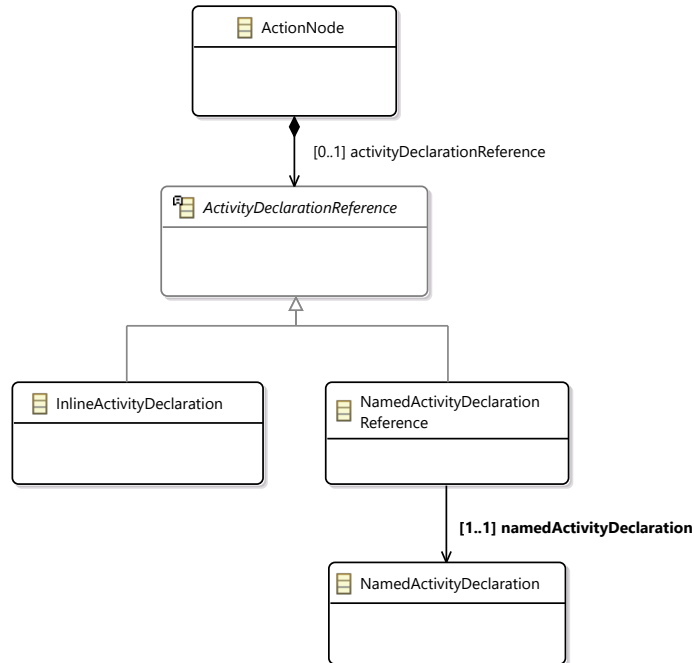 ActionNode
[0..1] activityDeclarationReference
ActivityDeclarationReference
InlineActivityDeclaration
NamedActivityDeclaration
Reference
[1..1] namedActivityDeclaration
NamedActivityDeclaration